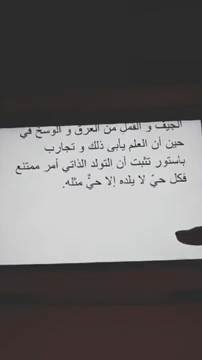 الجيف و القمل من العرق و الوسخ في
حين أن العلم يأبى ذلك و تجارب
باستور تثبت أن التولد الذاتي أمر ممتنع
فكل حيّ لا يلده إلا حيٌّ مثله.